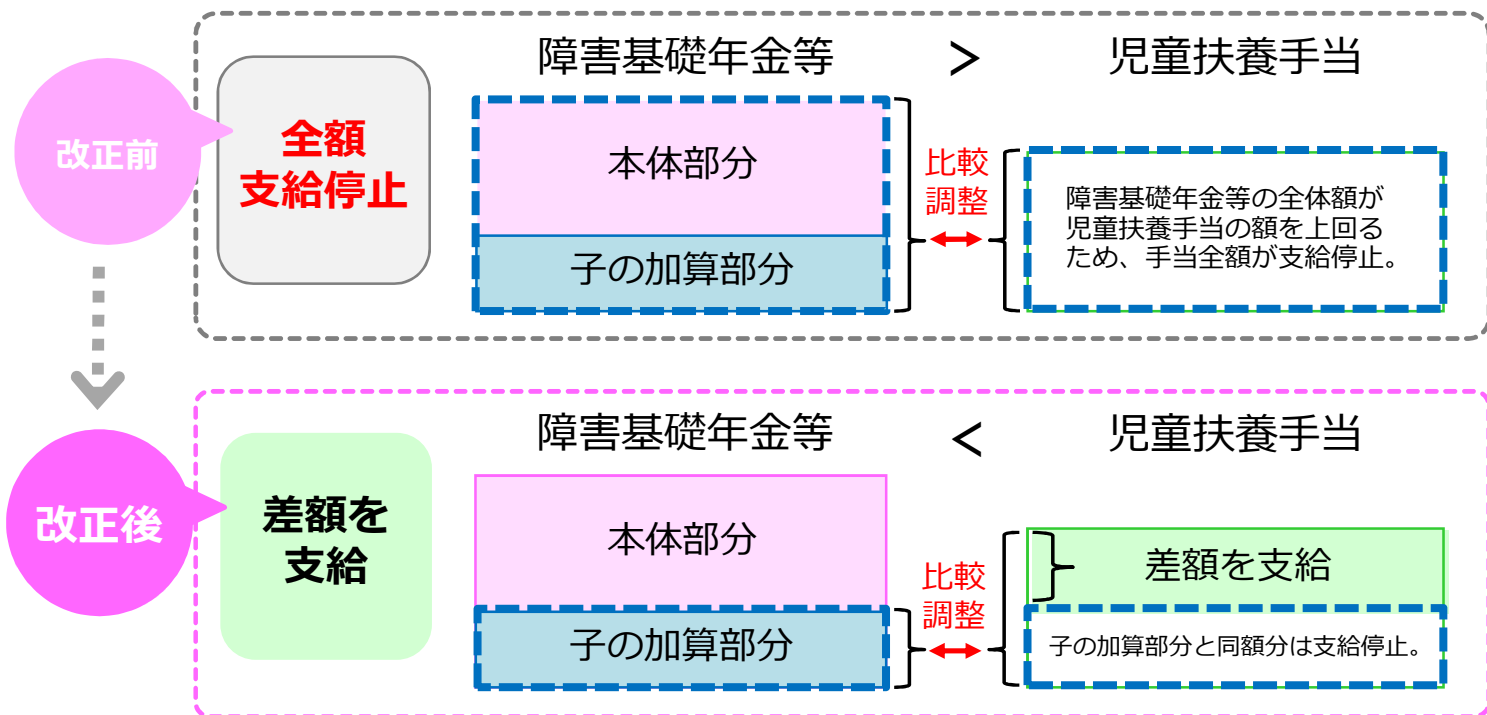 障害基礎年金等 > 児童扶養手当
改正前
全額
支給停止
本体部分
子の加算部分
比較
調整
障害基礎年金等の全体額が
児童扶養手当の額を上回る
ため、手当全額が支給停止。
障害基礎年金等 < 児童扶養手当
改正後
差額を
支給
本体部分
子の加算部分
比較
調整
差額を支給
子の加算部分と同額分は支給停止。